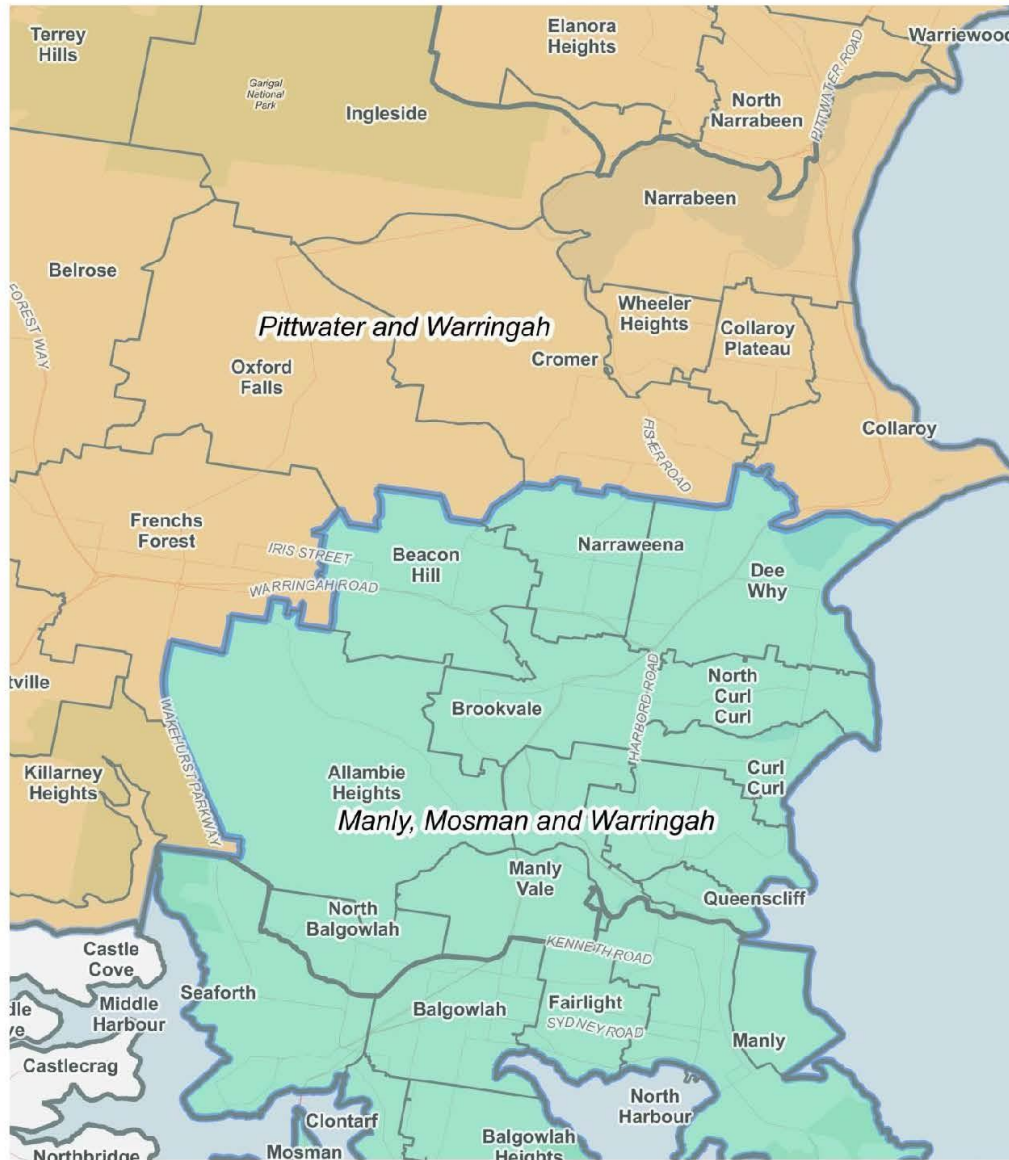 Terrey
Hills
Garigal
National
Park
Ingleside
Elanora
Heights
Warriewood
North
Narrabeen
PITTWATER ROAD
Narrabeen
Belrose
FOREST WAY
Pittwater and Warringah
Oxford
Falls
Cromer
Wheeler
Heights
Collaroy
Plateau
Collaroy
FISHER ROAD
Frenchs
Forest
IRIS STREET
WARRINGAH ROAD
Beacon
Hill
Narraweena
Dee
Why
tville
WAKEHURST PARKWAY
Brookvale
HARBORD ROAD
North
Curl
Curl
Killarney
Heights
Allambie
Heights
Curl
Curl
Manly, Mosman and Warringah
Manly
Vale
Queenscliff
North
Balgowlah
KENNETH ROAD
Castle
Cove
Middle
Harbour
dle
ve
Castlecrag
Seaforth
Balgowlah
Fairlight
SYDNEY ROAD
Manly
North
Harbour
Clontarf
Mosman
Balgowlah
Heights
Northbridge